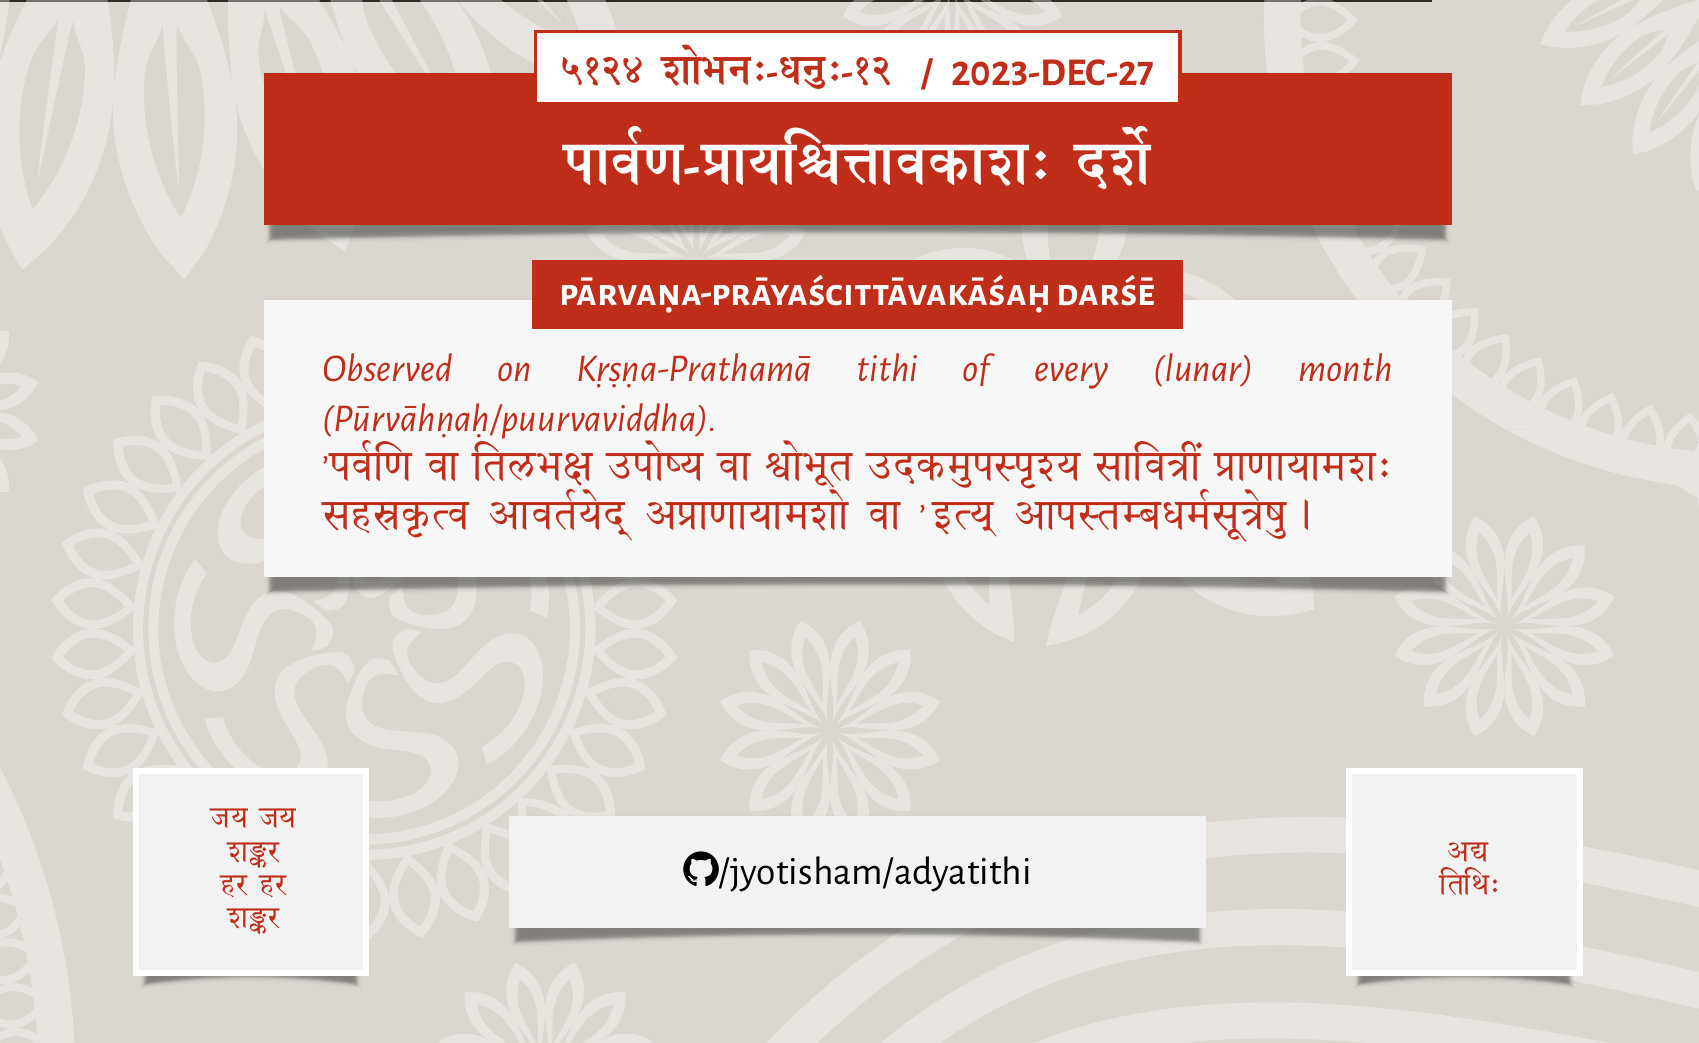 ५१२४ शोभनः-धनुः-१२ / 2023-DEC-27
पार्वण-प्रायश्चित्तावकाशः दर्शे
PĀRVAṆA-PRĀYAŚCITTĀVAKĀŚAḤ DARŚĒ
Observed on Kṛṣṇa-Prathamā tithi of every (lunar) month
(Pūrvāhṇaḥ/puurvaviddha).
’पर्वणि वा तिलभक्ष उपोष्य वा श्वोभूत उदकमुपस्पृश्य सावित्रीं प्राणायामशः
सहस्रकृत्व आवर्तयेद् अप्राणायामशो वा ’ इत्य् आपस्तम्बधर्मसूत्रेषु।
जय जय
शङ्कर
हर हर
शङ्कर
/jyotisham/adyatithi
अद्य
तिथिः